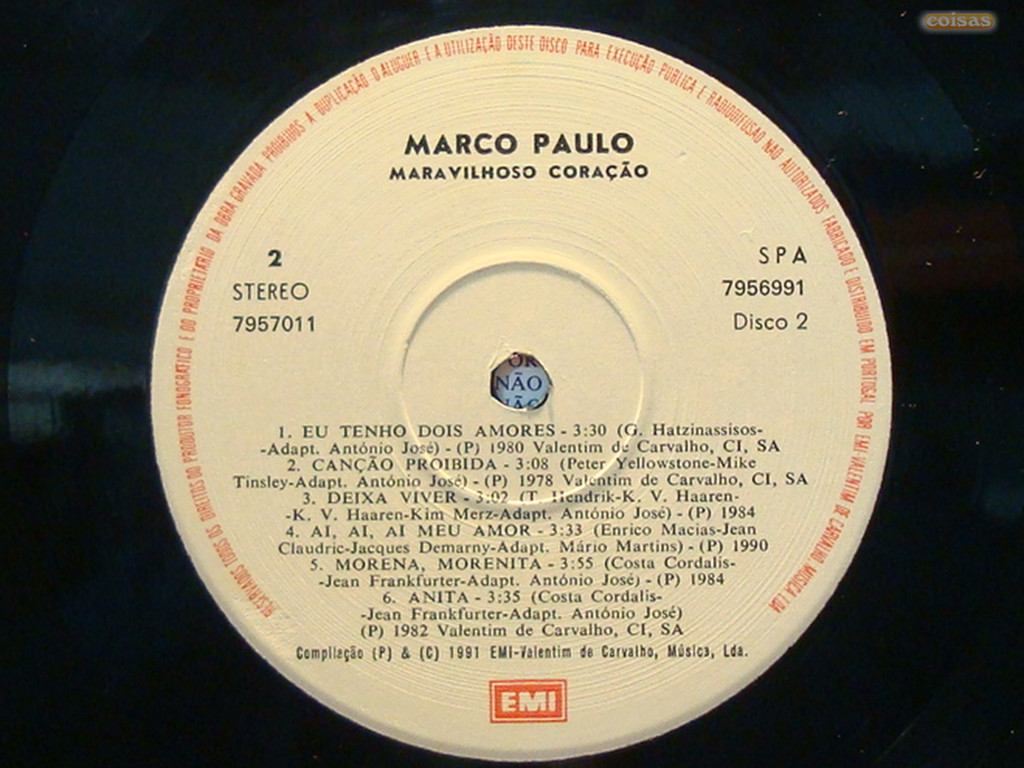 coisas
RESERVADOS TODOS OS DIREITOS DO PRODUTOR FONOGRÁFICO E DO PROPRIETÁRIO DA OBRA GRAVADA PROIBIDOS A DUPLICAÇÃO O ALUGUER E A UTILIZAÇÃO DESTE DISCO PARA EXECUÇÃO PUBLICA E RADIODIFUSÃO NÃO AUTORIZADOS FABRICADO E DISTRIBUIDO EM PORTUGAL POR EMI-VALENTIM DE CARVALHO MUSICA LDA
MARCO PAULO
MARAVILHOSO CORAÇÃO
2
STEREO
7957011
SPA
7956991
Disco 2
NÃO
1. EU TENHO DOIS AMORES - 3:30 (G. Hatzinassisos-
-Adapt. António José) - (P) 1980 Valentim de Carvalho, CI, SA
2. CANÇÃO PROIBIDA - 3:08 (Peter Yellowstone-Mike
Tinsley-Adapt. António José) - (P) 1978 Valentim de Carvalho, CI, SA
3. DEIXA VIVER - 3:02 (T. Hendrik-K. V. Haaren-
-K. V. Haaren-Kim Merz-Adapt. António José) - (P) 1984
4. AI, AI, AI MEU AMOR - 3:33 (Enrico Macias-Jean
Claudric-Jacques Demarny-Adapt. Mário Martins) - (P) 1990
5. MORENA, MORENITA - 3:55 (Costa Cordalis-
-Jean Frankfurter-Adapt. António José) - (P) 1984
6. ANITA - 3:35 (Costa Cordalis-
-Jean Frankfurter-Adapt. António José)
(P) 1982 Valentim de Carvalho, CI, SA
Compilação (P) & (C) 1991 EMI-Valentim de Carvalho, Música, Lda.
EMI